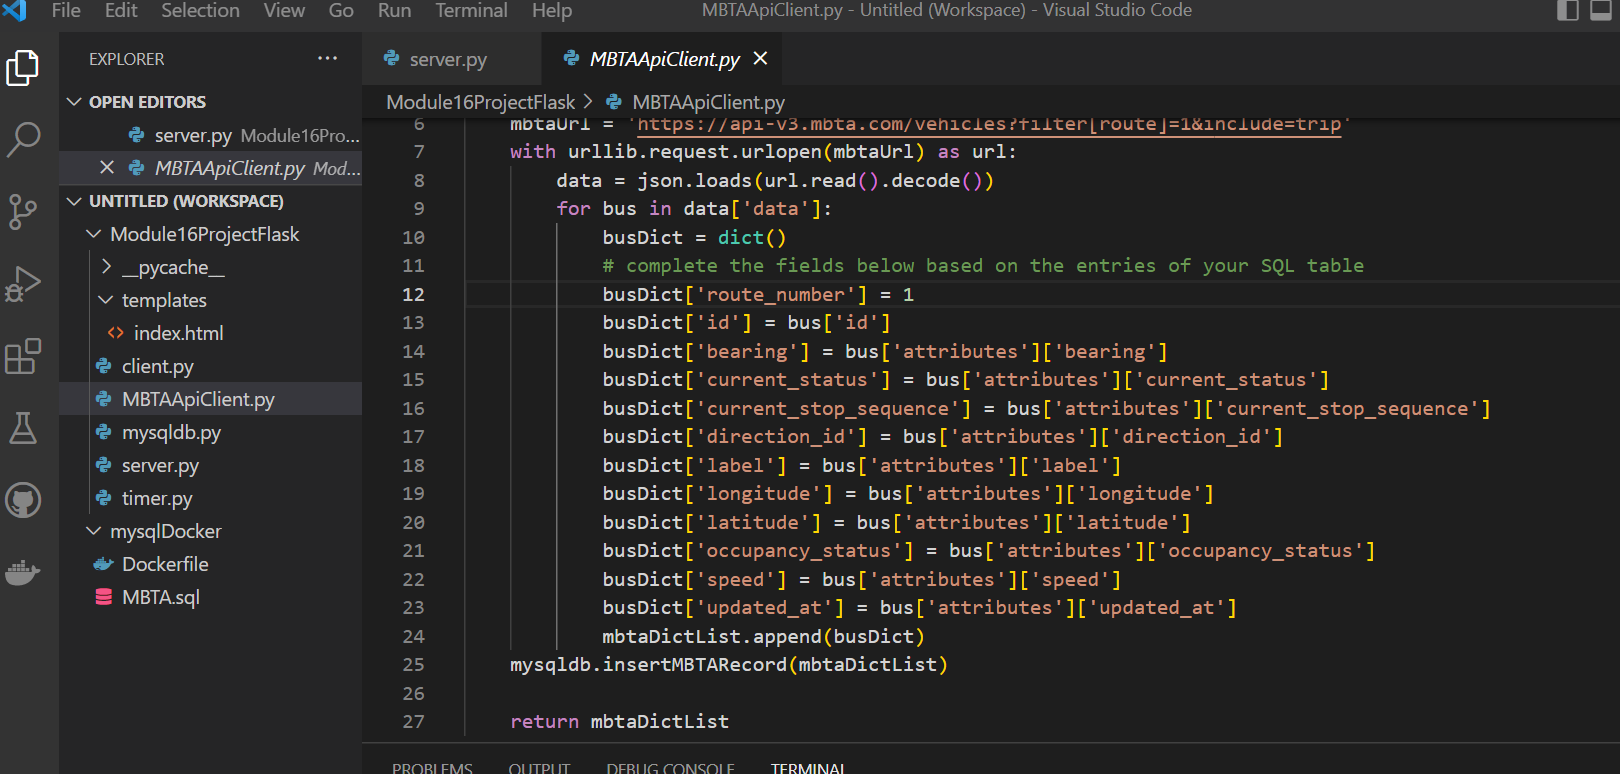 File Edit Selection View Go Run Terminal Help MBTAApiClient.py - Untitled (Workspace) - Visual Studio Code
EXPLORER ...
server.py MBTAApiClient.py
OPEN EDITORS
server.py Module16Pro...
MBTAApiClient.py Mod...
UNTITLED (WORKSPACE)
Module16ProjectFlask
__pycache__
templates
index.html
client.py
MBTAApiClient.py
mysqldb.py
server.py
timer.py
mysqlDocker
Dockerfile
MBTA.sql
Module16ProjectFlask > MBTAApiClient.py
6 mbtaUrl = 'https://api-v3.mbta.com/vehicles?filter[route]=1&include=trip'
7 with urllib.request.urlopen(mbtaUrl) as url:
8 data = json.loads(url.read().decode())
9 for bus in data['data']:
10 busDict = dict()
11 # complete the fields below based on the entries of your SQL table
12 busDict['route_number'] = 1
13 busDict['id'] = bus['id']
14 busDict['bearing'] = bus['attributes']['bearing']
15 busDict['current_status'] = bus['attributes']['current_status']
16 busDict['current_stop_sequence'] = bus['attributes']['current_stop_sequence']
17 busDict['direction_id'] = bus['attributes']['direction_id']
18 busDict['label'] = bus['attributes']['label']
19 busDict['longitude'] = bus['attributes']['longitude']
20 busDict['latitude'] = bus['attributes']['latitude']
21 busDict['occupancy_status'] = bus['attributes']['occupancy_status']
22 busDict['speed'] = bus['attributes']['speed']
23 busDict['updated_at'] = bus['attributes']['updated_at']
24 mbtaDictList.append(busDict)
25 mysqldb.insertMBTARecord(mbtaDictList)
26
27 return mbtaDictList
PROBLEMS OUTPUT DEBUG CONSOLE TERMINAL